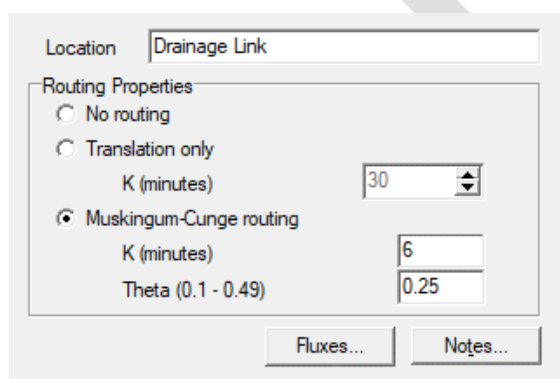 Location Drainage Link
Routing Properties
No routing
Translation only
K (minutes) 30
Muskingum-Cunge routing
K (minutes) 6
Theta (0.1 - 0.49) 0.25
Fluxes... Notes...